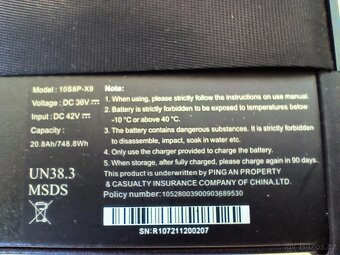 Model : 10S8P-X9
Voltage : DC 36V
Input : DC 42V
Capacity :
20.8Ah/748.8Wh
UN38.3
MSDS
Note:
1. When using, please strictly follow the instructions on use manual.
2. Battery is strictly forbidden to be exposed to temperatures below
-10 °C or above 40 °C.
3. The battery contains dangerous substances. It is strictly forbidden
to disassemble, impact, soak in water etc.
4. Only use the charger provided to charge the battery.
5. When storage, after fully charged, please charge again in 90 days.
This product is underwritten by PING AN PROPERTY
& CASUALTY INSURANCE COMPANY OF CHINA,LTD.
Policy number: 10528003900903689530
SN:R107211200207